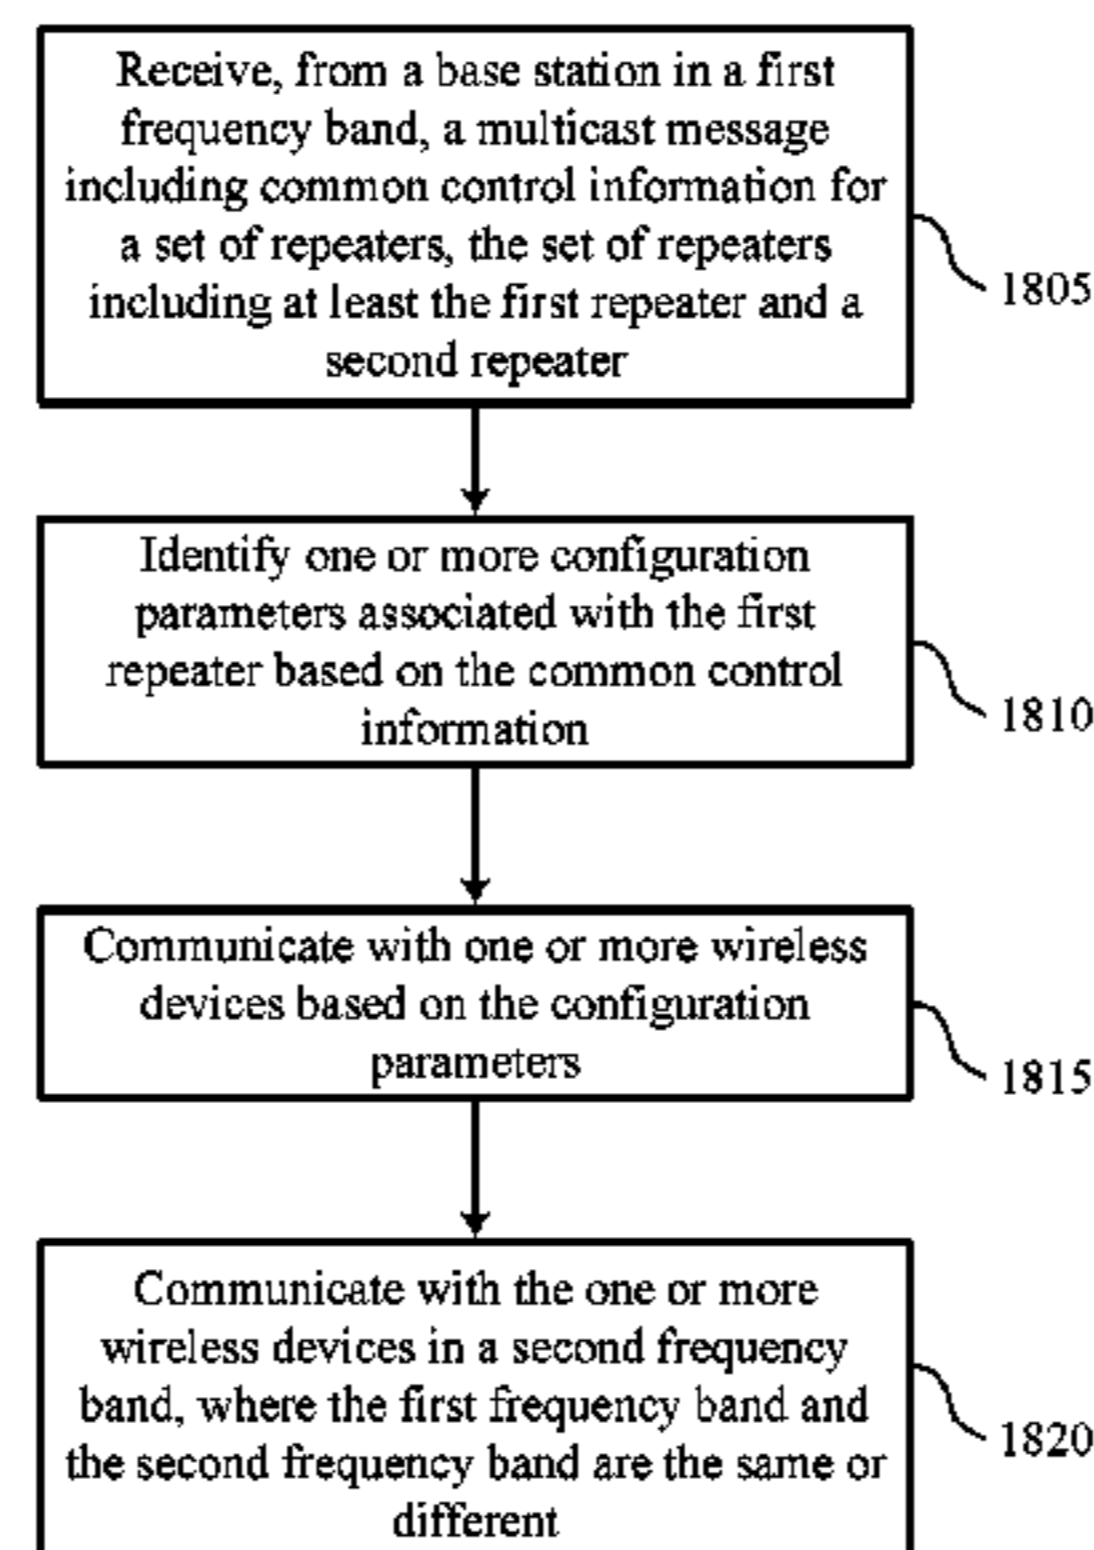 Receive, from a base station in a first
frequency band, a multicast message
including common control information for
a set of repeaters, the set of repeaters
including at least the first repeater and a
second repeater
1805
Identify one or more configuration
parameters associated with the first
repeater based on the common control
information
1810
Communicate with one or more wireless
devices based on the configuration
parameters
1815
Communicate with the one or more
wireless devices in a second frequency
band, where the first frequency band and
the second frequency band are the same or
different
1820